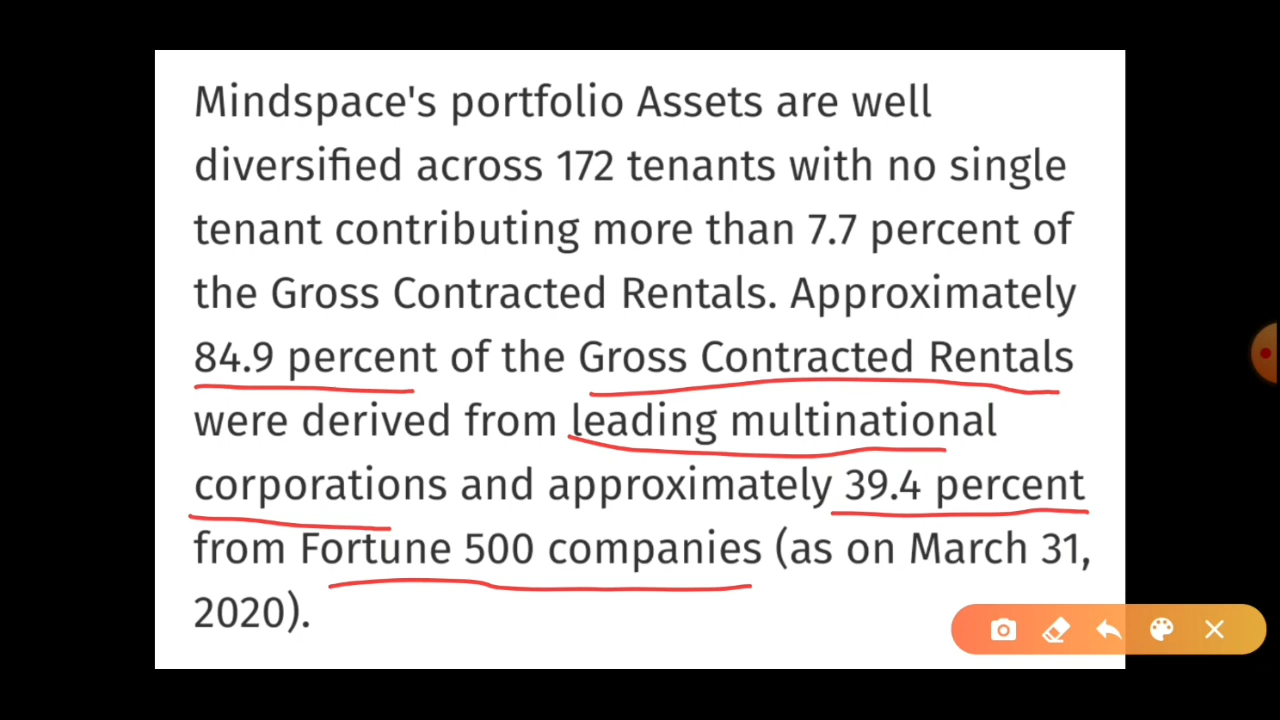 Mindspace's portfolio Assets are well
diversified across 172 tenants with no single
tenant contributing more than 7.7 percent of
the Gross Contracted Rentals. Approximately
84.9 percent of the Gross Contracted Rentals
were derived from leading multinational
corporations and approximately 39.4 percent
from Fortune 500 companies (as on March 31,
2020).